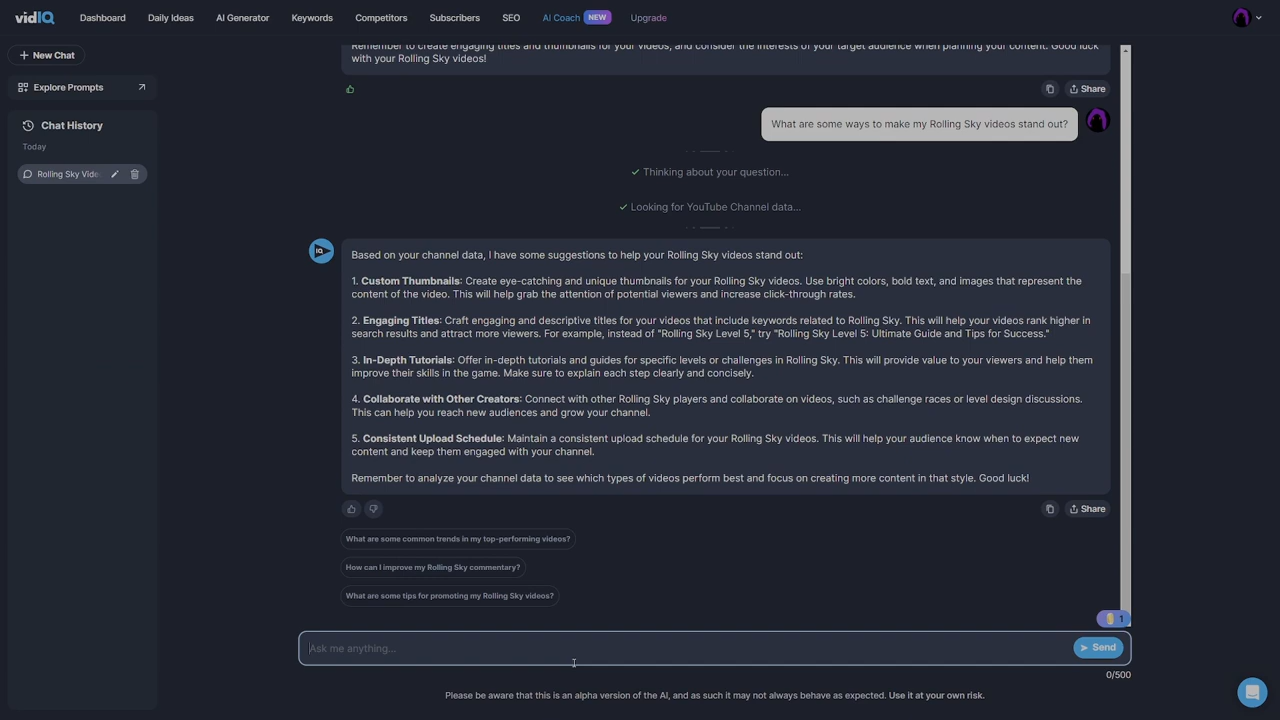 vidIQ Dashboard Daily Ideas AI Generator Keywords Competitors Subscribers SEO AI Coach NEW Upgrade
+ New Chat
Explore Prompts
Chat History
Today
Rolling Sky Vide
Remember to create engaging titles and thumbnails for your videos, and consider the interests of your target audience when planning your content. Good luck
with your Rolling Sky videos!
Share
What are some ways to make my Rolling Sky videos stand out?
Thinking about your question...
Looking for YouTube Channel data...
IQ
Based on your channel data, I have some suggestions to help your Rolling Sky videos stand out:
1. Custom Thumbnails: Create eye-catching and unique thumbnails for your Rolling Sky videos. Use bright colors, bold text, and images that represent the
content of the video. This will help grab the attention of potential viewers and increase click-through rates.
2. Engaging Titles: Craft engaging and descriptive titles for your videos that include keywords related to Rolling Sky. This will help your videos rank higher in
search results and attract more viewers. For example, instead of "Rolling Sky Level 5," try "Rolling Sky Level 5: Ultimate Guide and Tips for Success."
3. In-Depth Tutorials: Offer in-depth tutorials and guides for specific levels or challenges in Rolling Sky. This will provide value to your viewers and help them
improve their skills in the game. Make sure to explain each step clearly and concisely.
4. Collaborate with Other Creators: Connect with other Rolling Sky players and collaborate on videos, such as challenge races or level design discussions.
This can help you reach new audiences and grow your channel.
5. Consistent Upload Schedule: Maintain a consistent upload schedule for your Rolling Sky videos. This will help your audience know when to expect new
content and keep them engaged with your channel.
Remember to analyze your channel data to see which types of videos perform best and focus on creating more content in that style. Good luck!
Share
What are some common trends in my top-performing videos?
How can I improve my Rolling Sky commentary?
What are some tips for promoting my Rolling Sky videos?
1
Ask me anything...
Send
0/500
Please be aware that this is an alpha version of the AI, and as such it may not always behave as expected. Use it at your own risk.